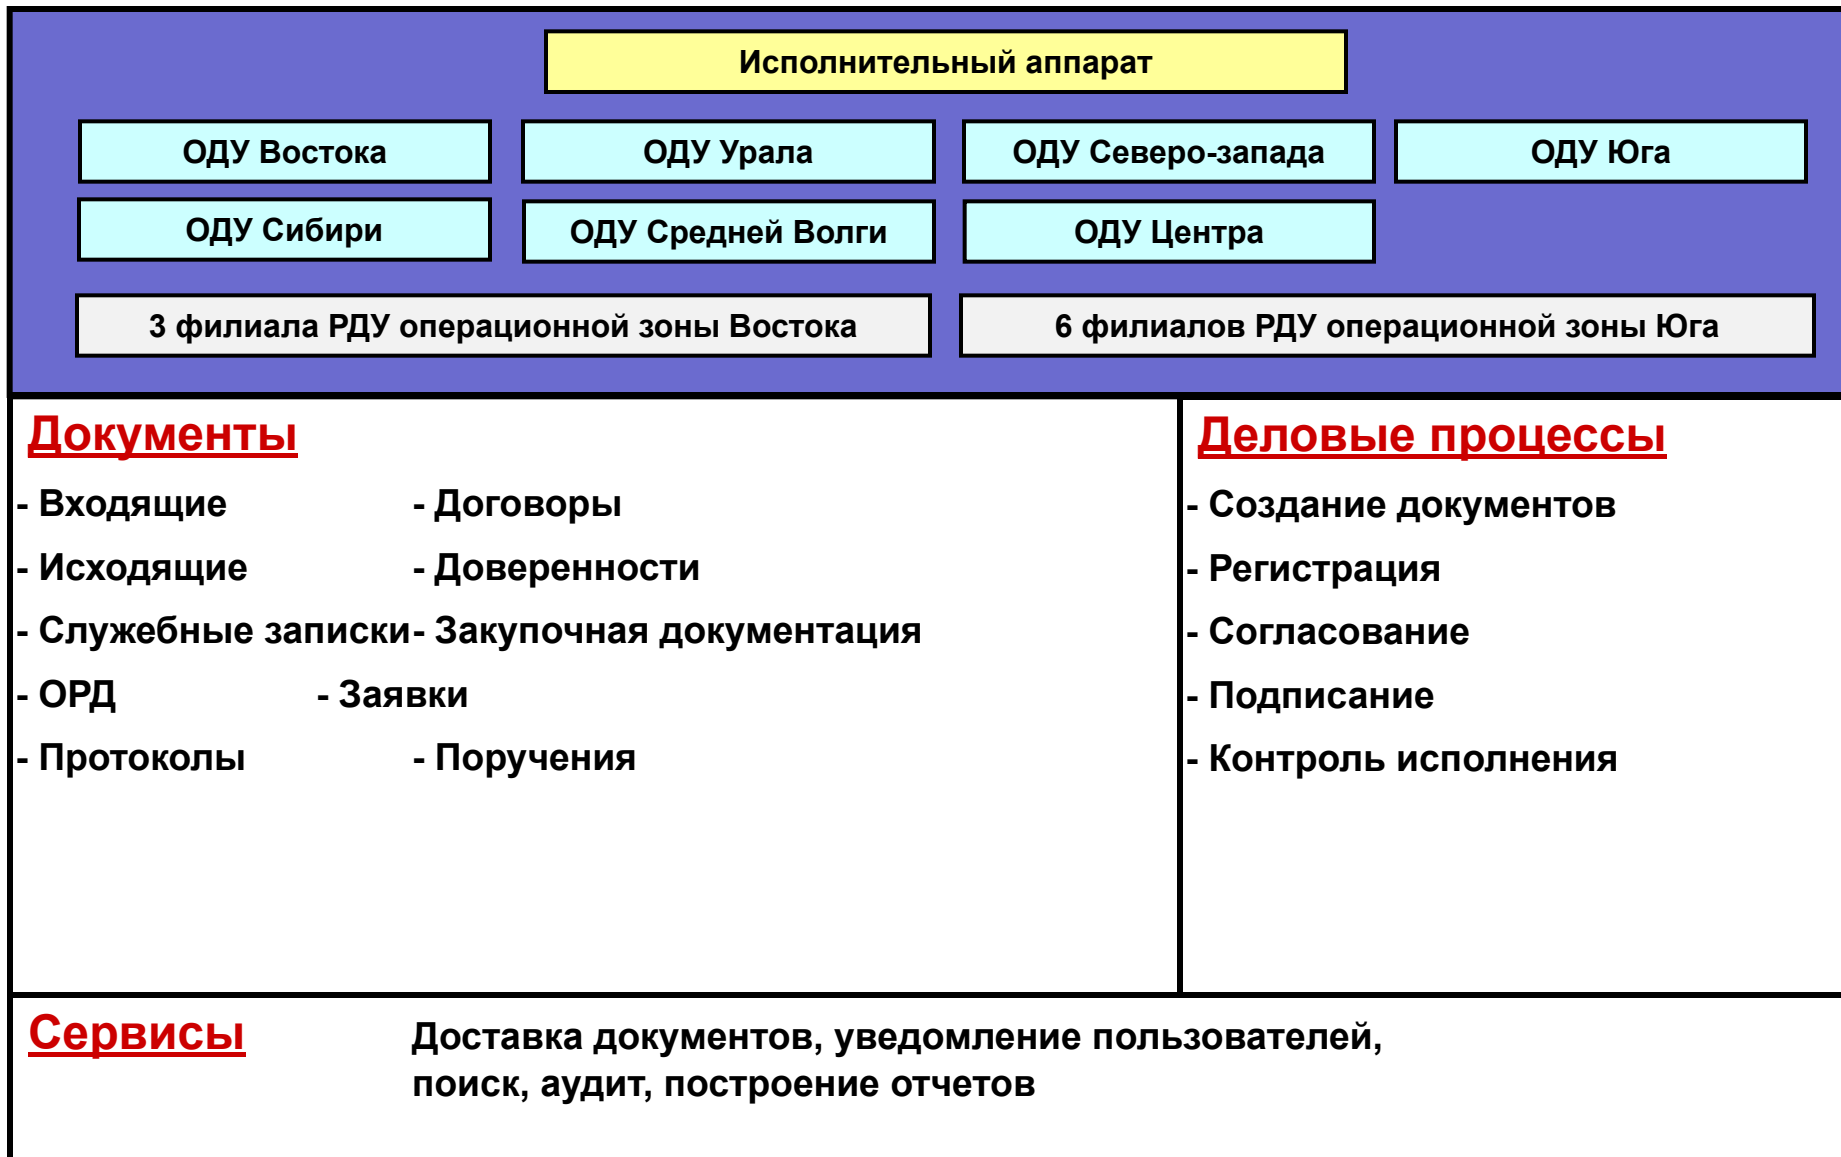 Исполнительный аппарат
ОДУ Востока
ОДУ Урала
ОДУ Северо-запада
ОДУ Юга
ОДУ Сибири
ОДУ Средней Волги
ОДУ Центра
3 филиала РДУ операционной зоны Востока
6 филиалов РДУ операционной зоны Юга
Документы
- Входящие - Договоры
- Исходящие - Доверенности
- Служебные записки- Закупочная документация
- ОРД - Заявки
- Протоколы - Поручения
Деловые процессы
- Создание документов
- Регистрация
- Согласование
- Подписание
- Контроль исполнения
Сервисы
Доставка документов, уведомление пользователей,
поиск, аудит, построение отчетов